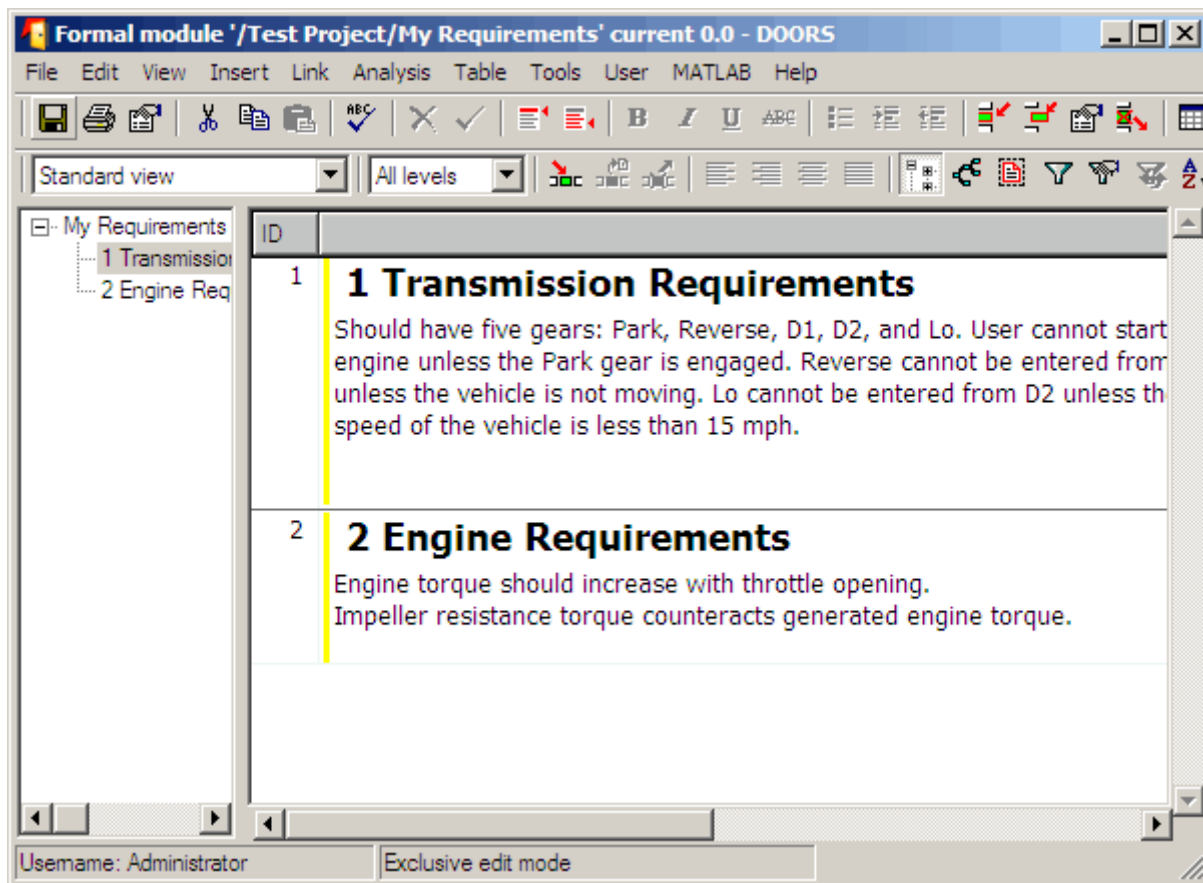 Formal module '/Test Project/My Requirements' current 0.0 - DOORS
File Edit View Insert Link Analysis Table Tools User MATLAB Help
ABC B I U ABC
Standard view All levels
My Requirements
1 Transmission
2 Engine Req
ID
1 1 Transmission Requirements
Should have five gears: Park, Reverse, D1, D2, and Lo. User cannot start
engine unless the Park gear is engaged. Reverse cannot be entered from
unless the vehicle is not moving. Lo cannot be entered from D2 unless th
speed of the vehicle is less than 15 mph.
2 2 Engine Requirements
Engine torque should increase with throttle opening.
Impeller resistance torque counteracts generated engine torque.
Username: Administrator Exclusive edit mode